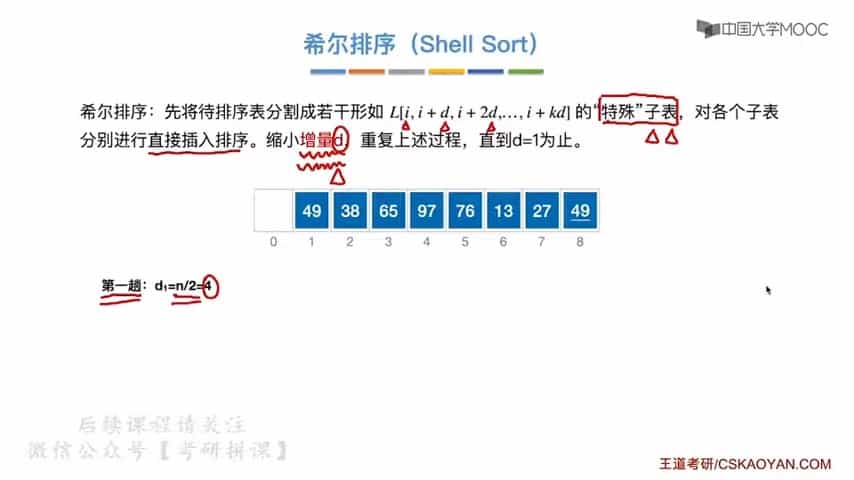 中国大学MOOC
希尔排序（Shell Sort）
希尔排序：先将待排序表分割成若干形如 L[i, i + d, i + 2d,…, i + kd] 的“特殊”子表，对各个子表
分别进行直接插入排序。缩小增量d，重复上述过程，直到d=1为止。
49 38 65 97 76 13 27 49
0 1 2 3 4 5 6 7 8
第一趟：d₁=n/2=4
后续课程请关注
微信公众号【考研拼课】
王道考研/CSKAOYAN.COM